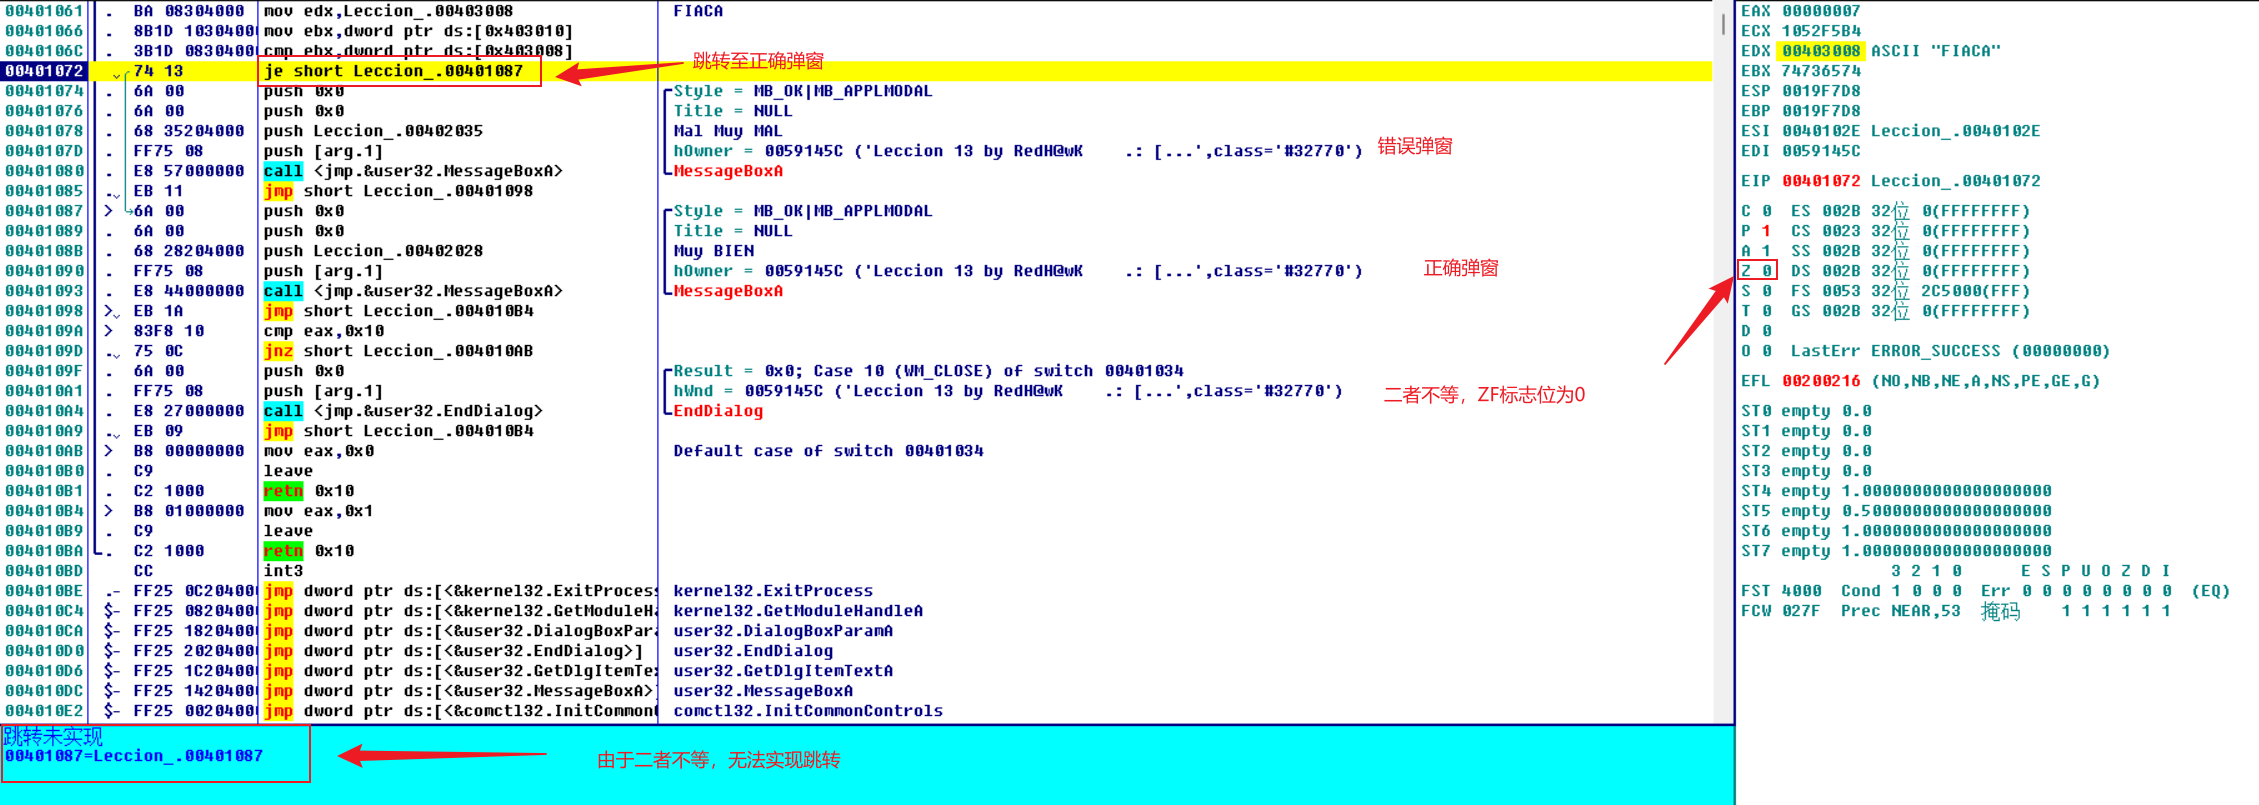 00401061 . BA 08304000 mov edx,Leccion_.00403008 FIACA
00401066 . 8B1D 1030400 mov ebx,dword ptr ds:[0x403010]
0040106C . 3B1D 0830400 cmp ebx,dword ptr ds:[0x403008]
00401072 . 74 13 je short Leccion_.00401087 跳转至正确弹窗
00401074 . 6A 00 push 0x0 Style = MB_OK|MB_APPLMODAL
00401076 . 6A 00 push 0x0 Title = NULL
00401078 . 68 35204000 push Leccion_.00402035 Mal Muy MAL
0040107D . FF75 08 push [arg.1] hOwner = 0059145C ('Leccion 13 by RedH@wK .: [...',class='#32770') 错误弹窗
00401080 . E8 57000000 call <jmp.&user32.MessageBoxA> MessageBoxA
00401085 . EB 11 jmp short Leccion_.00401098
00401087 > 6A 00 push 0x0 Style = MB_OK|MB_APPLMODAL
00401089 . 6A 00 push 0x0 Title = NULL
0040108B . 68 28204000 push Leccion_.00402028 Muy BIEN
00401090 . FF75 08 push [arg.1] hOwner = 0059145C ('Leccion 13 by RedH@wK .: [...',class='#32770') 正确弹窗
00401093 . E8 44000000 call <jmp.&user32.MessageBoxA> MessageBoxA
00401098 > EB 1A jmp short Leccion_.004010B4
0040109A > 83F8 10 cmp eax,0x10
0040109D . 75 0C jnz short Leccion_.004010AB
0040109F . 6A 00 push 0x0 Result = 0x0; Case 10 (WM_CLOSE) of switch 00401034
004010A1 . FF75 08 push [arg.1] hWnd = 0059145C ('Leccion 13 by RedH@wK .: [...',class='#32770') 二者不等，ZF标志位为0
004010A4 . E8 27000000 call <jmp.&user32.EndDialog> EndDialog
004010A9 . EB 09 jmp short Leccion_.004010B4
004010AB > B8 00000000 mov eax,0x0 Default case of switch 00401034
004010B0 . C9 leave
004010B1 . C2 1000 retn 0x10
004010B4 > B8 01000000 mov eax,0x1
004010B9 . C9 leave
004010BA . C2 1000 retn 0x10
004010BD CC int3
004010BE .- FF25 0C20400 jmp dword ptr ds:[<&kernel32.ExitProcess kernel32.ExitProcess
004010C4 $- FF25 0820400 jmp dword ptr ds:[<&kernel32.GetModuleHa kernel32.GetModuleHandleA
004010CA $- FF25 1820400 jmp dword ptr ds:[<&user32.DialogBoxPara user32.DialogBoxParamA
004010D0 $- FF25 2020400 jmp dword ptr ds:[<&user32.EndDialog>] user32.EndDialog
004010D6 $- FF25 1C20400 jmp dword ptr ds:[<&user32.GetDlgItemTex user32.GetDlgItemTextA
004010DC $- FF25 1420400 jmp dword ptr ds:[<&user32.MessageBoxA>] user32.MessageBoxA
004010E2 $- FF25 0020400 jmp dword ptr ds:[<&comctl32.InitCommonC comctl32.InitCommonControls
跳转未实现
00401087=Leccion_.00401087 由于二者不等，无法实现跳转
EAX 00000007
ECX 1052F5B4
EDX 00403008 ASCII "FIACA"
EBX 74736574
ESP 0019F7D8
EBP 0019F7D8
ESI 0040102E Leccion_.0040102E
EDI 0059145C
EIP 00401072 Leccion_.00401072
C 0 ES 002B 32位 0(FFFFFFFF)
P 1 CS 0023 32位 0(FFFFFFFF)
A 1 SS 002B 32位 0(FFFFFFFF)
Z 0 DS 002B 32位 0(FFFFFFFF)
S 0 FS 0053 32位 2C5000(FFF)
T 0 GS 002B 32位 0(FFFFFFFF)
D 0
O 0 LastErr ERROR_SUCCESS (00000000)
EFL 00200216 (NO,NB,NE,A,NS,PE,GE,G)
ST0 empty 0.0
ST1 empty 0.0
ST2 empty 0.0
ST3 empty 0.0
ST4 empty 1.0000000000000000000
ST5 empty 0.5000000000000000000
ST6 empty 1.0000000000000000000
ST7 empty 1.0000000000000000000
3 2 1 0 E S P U O Z D I
FST 4000 Cond 1 0 0 0 Err 0 0 0 0 0 0 0 0 (EQ)
FCW 027F Prec NEAR,53 掩码 1 1 1 1 1 1